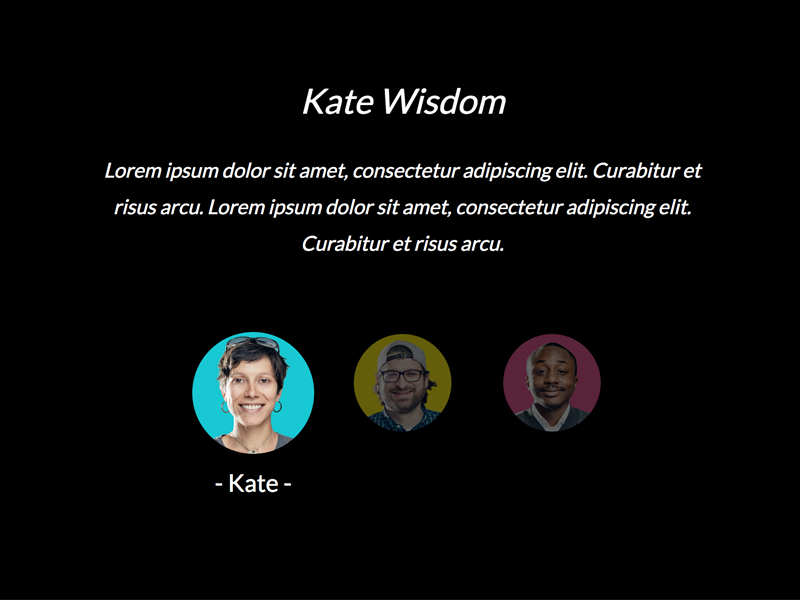 Kate Wisdom
Lorem ipsum dolor sit amet, consectetur adipiscing elit. Curabitur et
risus arcu. Lorem ipsum dolor sit amet, consectetur adipiscing elit.
Curabitur et risus arcu.
- Kate -